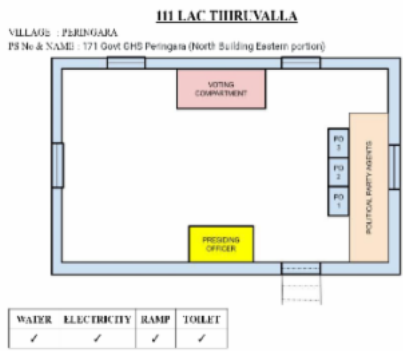 111 LAC THIRUVALLA
VILLAGE : PERINGARA
PS No & NAME : 171 Govt GHS Peringara (North Building Eastern portion)
VOTING
COMPARTMENT
PO
3
PO
2
PO
1
POLITICAL PARTY AGENTS
PRESIDING
OFFICER
WATER ELECTRICITY RAMP TOILET
✓ ✓ ✓ ✓